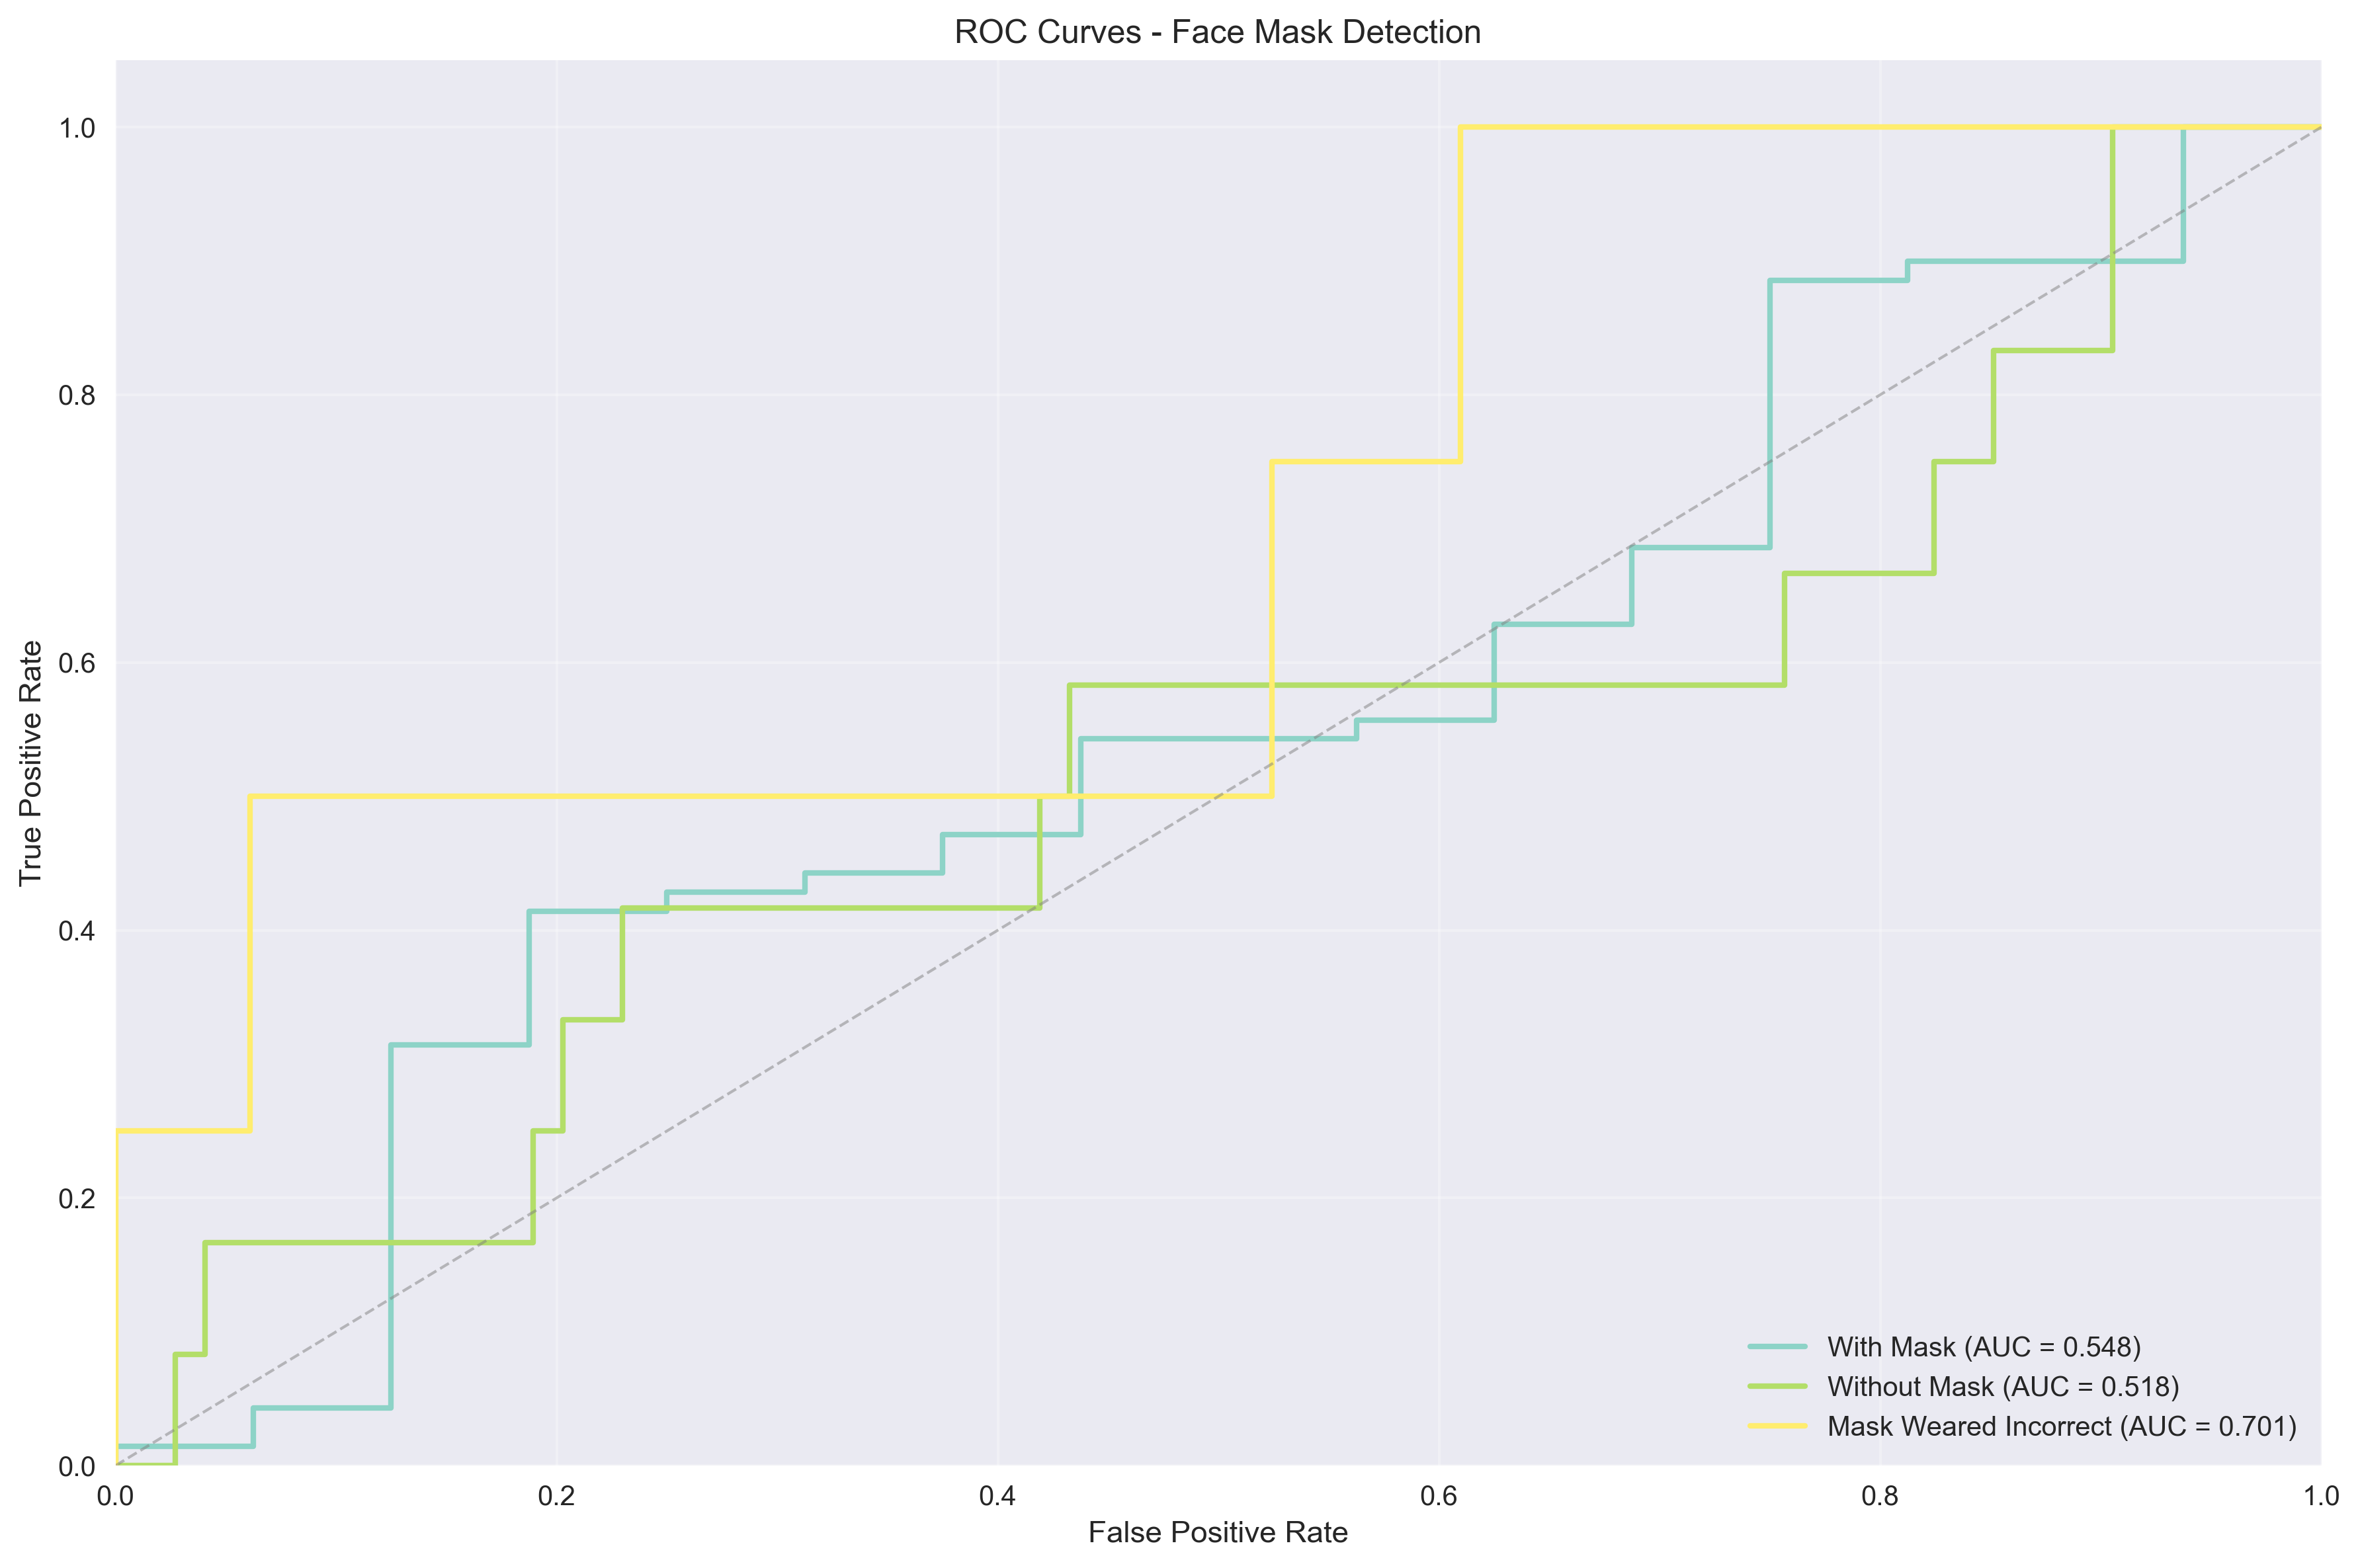 ROC Curves - Face Mask Detection
True Positive Rate
1.0
0.8
0.6
0.4
0.2
0.0
0.0 0.2 0.4 0.6 0.8 1.0
False Positive Rate
With Mask (AUC = 0.548)
Without Mask (AUC = 0.518)
Mask Weared Incorrect (AUC = 0.701)